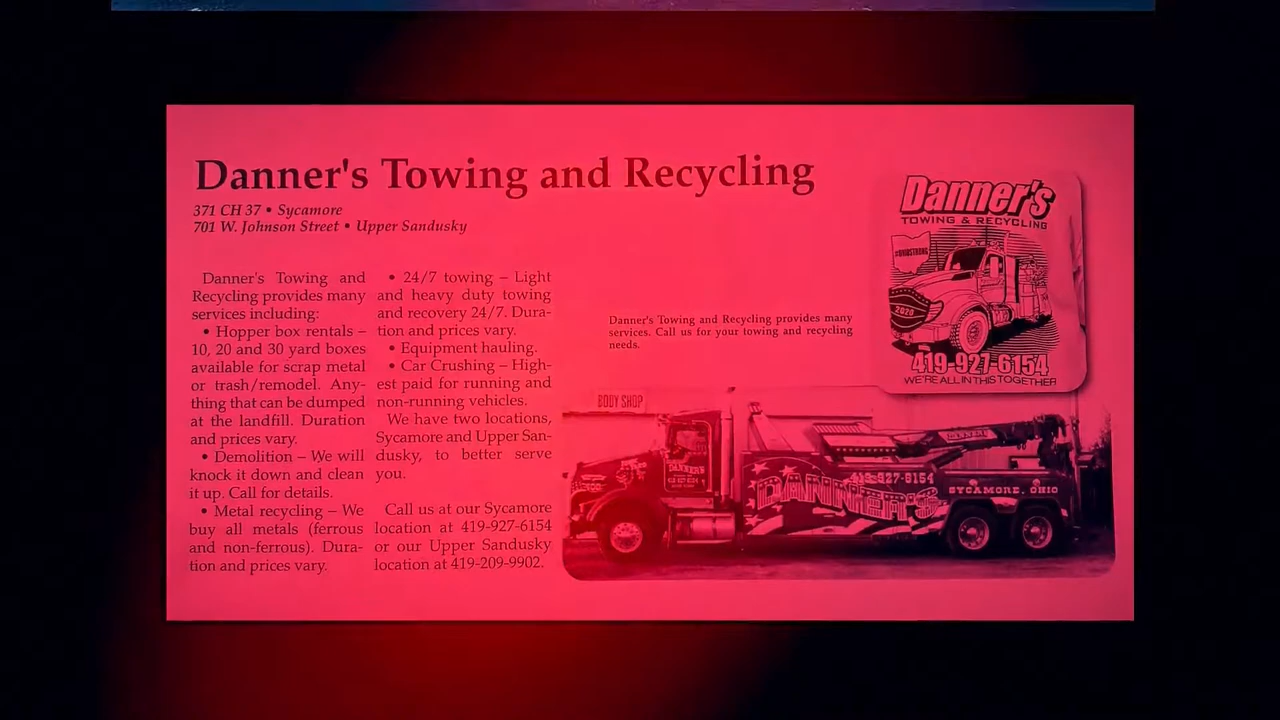 Danner's Towing and Recycling
371 CH 37 • Sycamore
701 W. Johnson Street • Upper Sandusky
Danner's Towing and
Recycling provides many
services including:
• Hopper box rentals –
10, 20 and 30 yard boxes
available for scrap metal
or trash/remodel. Any-
thing that can be dumped
at the landfill. Duration
and prices vary.
• Demolition – We will
knock it down and clean
it up. Call for details.
• Metal recycling – We
buy all metals (ferrous
and non-ferrous). Dura-
tion and prices vary.
• 24/7 towing – Light
and heavy duty towing
and recovery 24/7. Dura-
tion and prices vary.
• Equipment hauling.
• Car Crushing – High-
est paid for running and
non-running vehicles.
We have two locations,
Sycamore and Upper San-
dusky, to better serve
you.
Call us at our Sycamore
location at 419-927-6154
or our Upper Sandusky
location at 419-209-9902.
Danner's Towing and Recycling provides many
services. Call us for your towing and recycling
needs.
Danner's
TOWING & RECYCLING
#OHIOSTRONG
2020
419-927-6154
WE'RE ALL IN THIS TOGETHER
BODY SHOP
DANNER'S
DANNER'S
419-927-6154
DANNER'S
SYCAMORE, OHIO